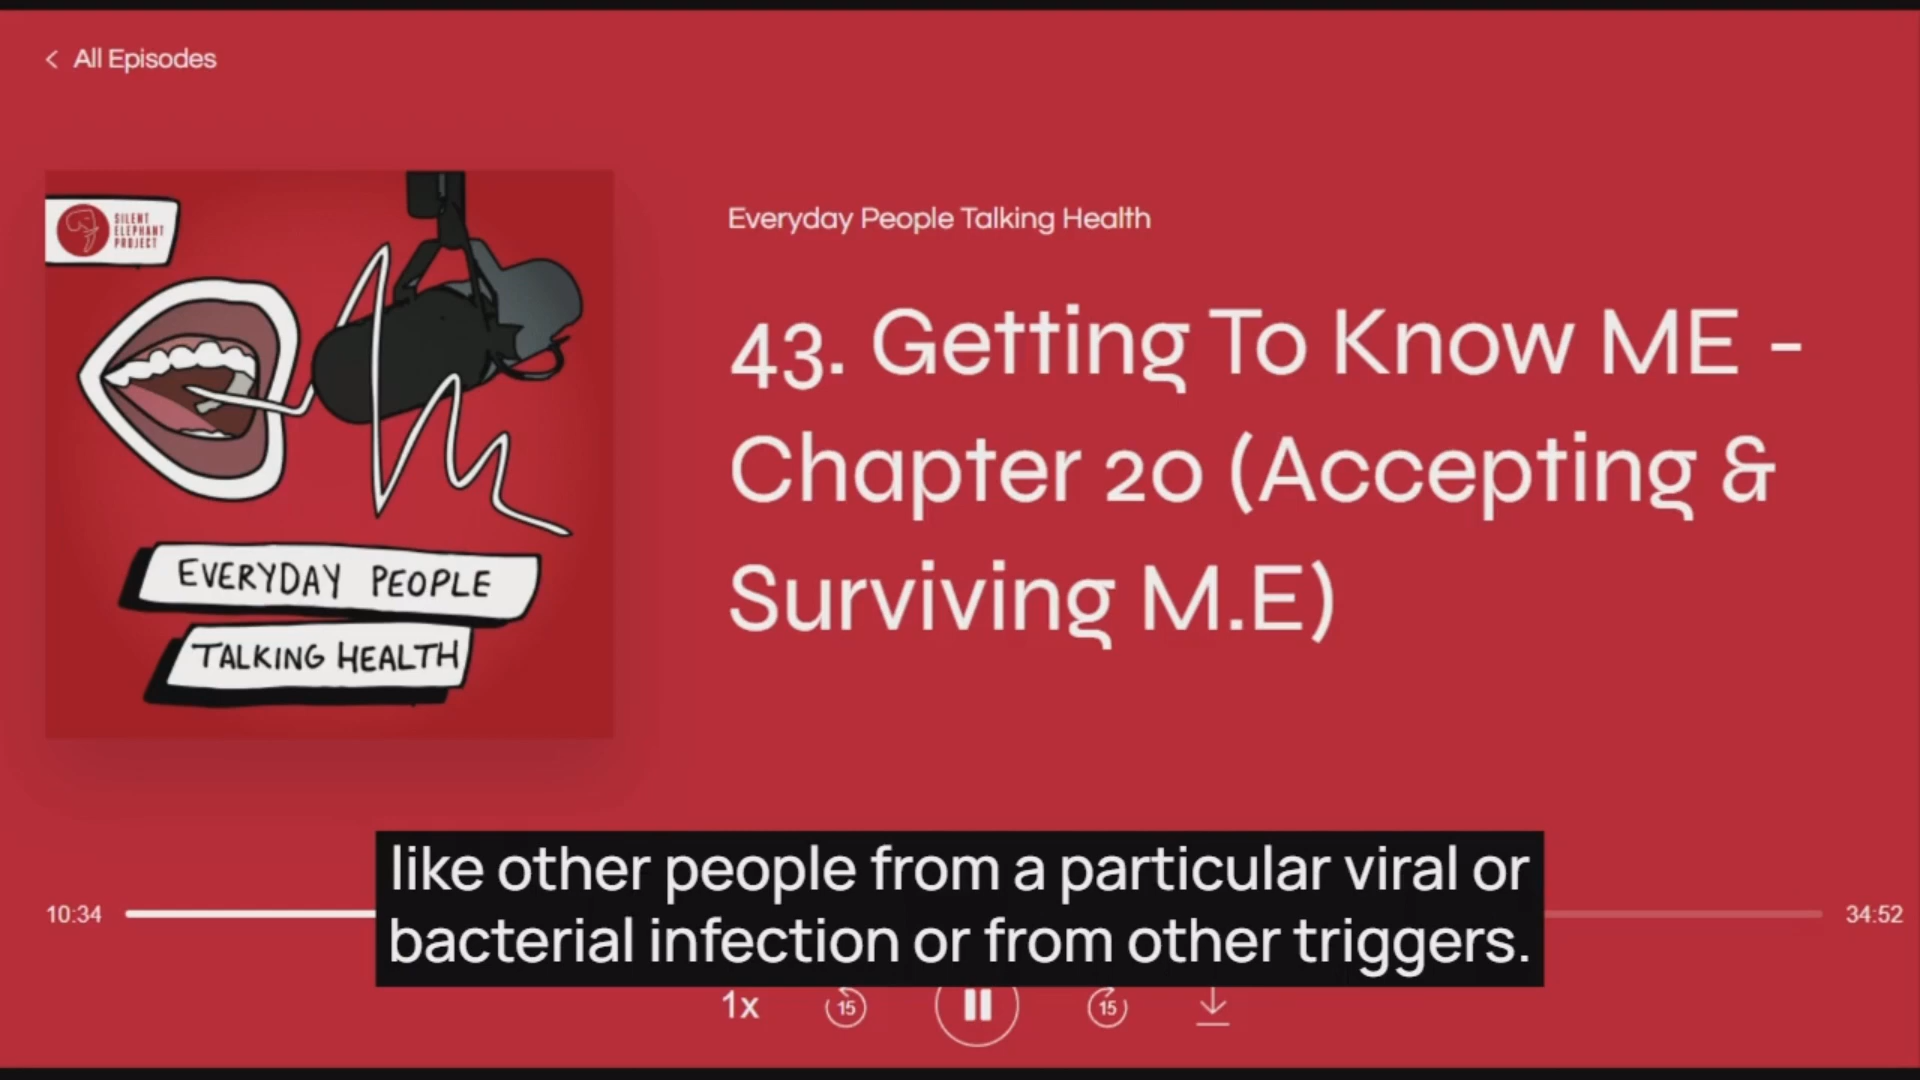 All Episodes
SILENT
ELEPHANT
PROJECT
EVERYDAY PEOPLE
TALKING HEALTH
Everyday People Talking Health
43. Getting To Know ME -
Chapter 20 (Accepting &
Surviving M.E)
like other people from a particular viral or
bacterial infection or from other triggers.
10:34
34:52
1x
15
15